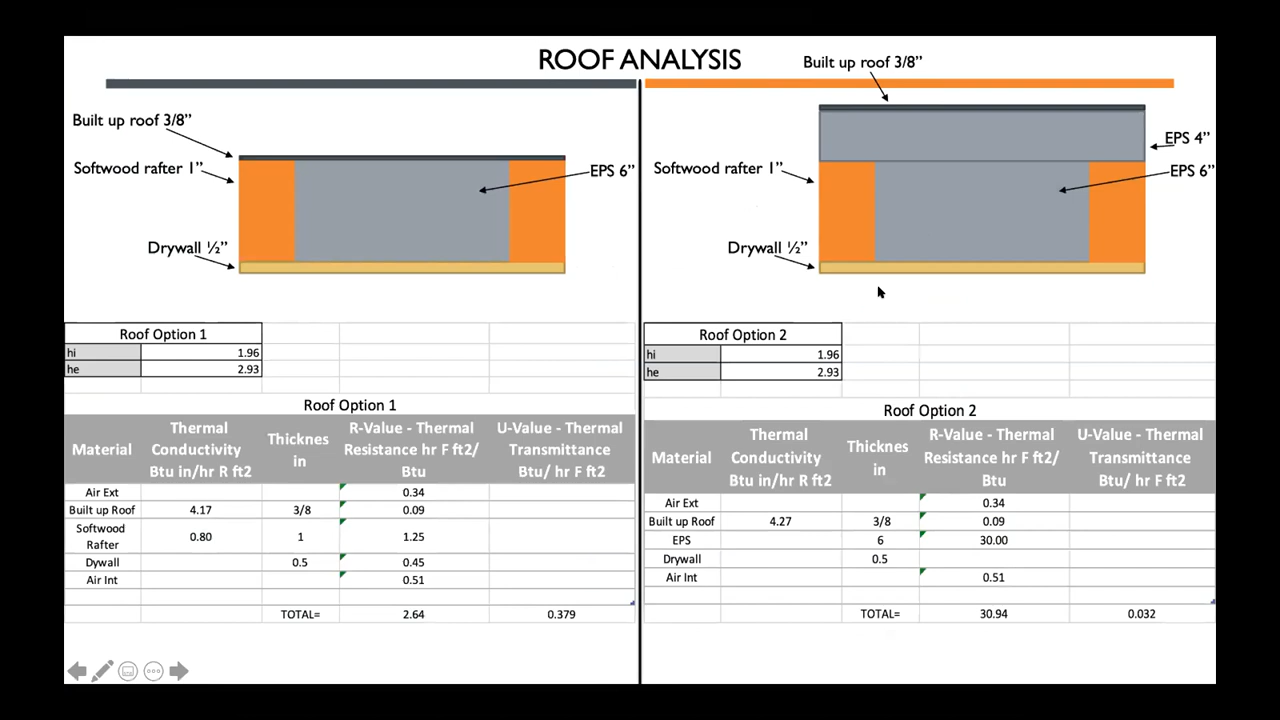 ROOF ANALYSIS
Built up roof 3/8”
Softwood rafter 1”
Drywall ½”
EPS 6”
Built up roof 3/8”
EPS 4”
Softwood rafter 1”
EPS 6”
Drywall ½”
Roof Option 1
hi 1.96
he 2.93
Roof Option 1
Material Thermal Conductivity Btu in/hr R ft2 Thicknes in R-Value - Thermal Resistance hr F ft2/ Btu U-Value - Thermal Transmittance Btu/ hr F ft2
Air Ext 0.34
Built up Roof 4.17 3/8 0.09
Softwood Rafter 0.80 1 1.25
Dywall 0.5 0.45
Air Int 0.51
TOTAL= 2.64 0.379
Roof Option 2
hi 1.96
he 2.93
Roof Option 2
Material Thermal Conductivity Btu in/hr R ft2 Thicknes in R-Value - Thermal Resistance hr F ft2/ Btu U-Value - Thermal Transmittance Btu/ hr F ft2
Air Ext 0.34
Built up Roof 4.27 3/8 0.09
EPS 6 30.00
Drywall 0.5
Air Int 0.51
TOTAL= 30.94 0.032